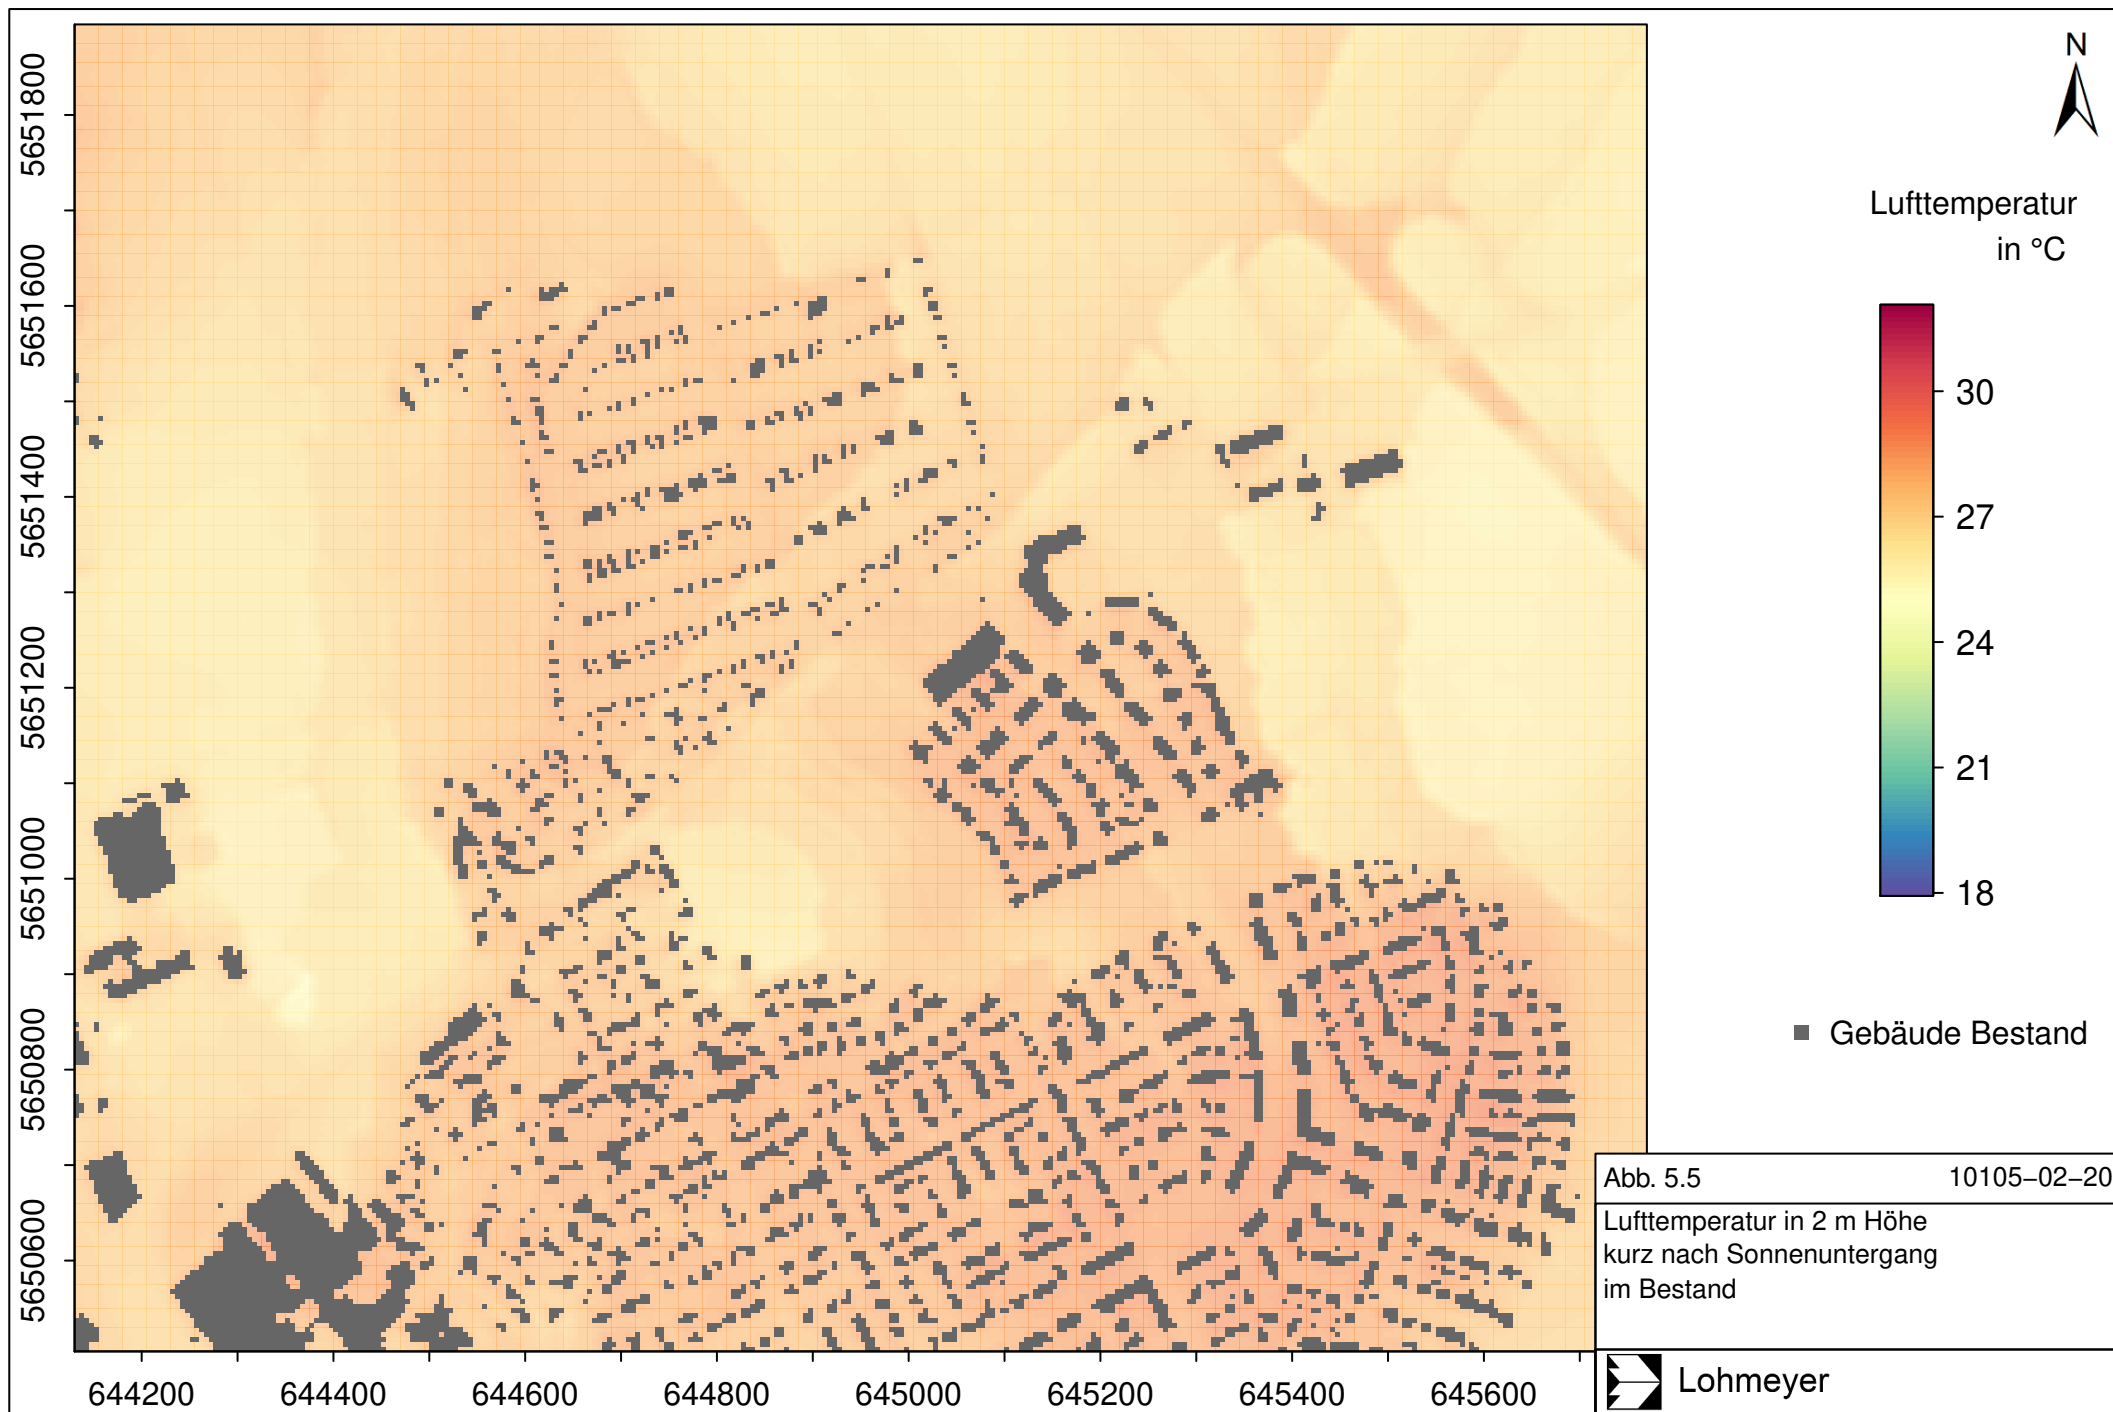 N
Lufttemperatur
in °C
30
27
24
21
18
Gebäude Bestand
5651800
5651600
5651400
5651200
5651000
5650800
5650600
644200 644400 644600 644800 645000 645200 645400 645600
Abb. 5.5 10105−02−20
Lufttemperatur in 2 m Höhe
kurz nach Sonnenuntergang
im Bestand
Lohmeyer